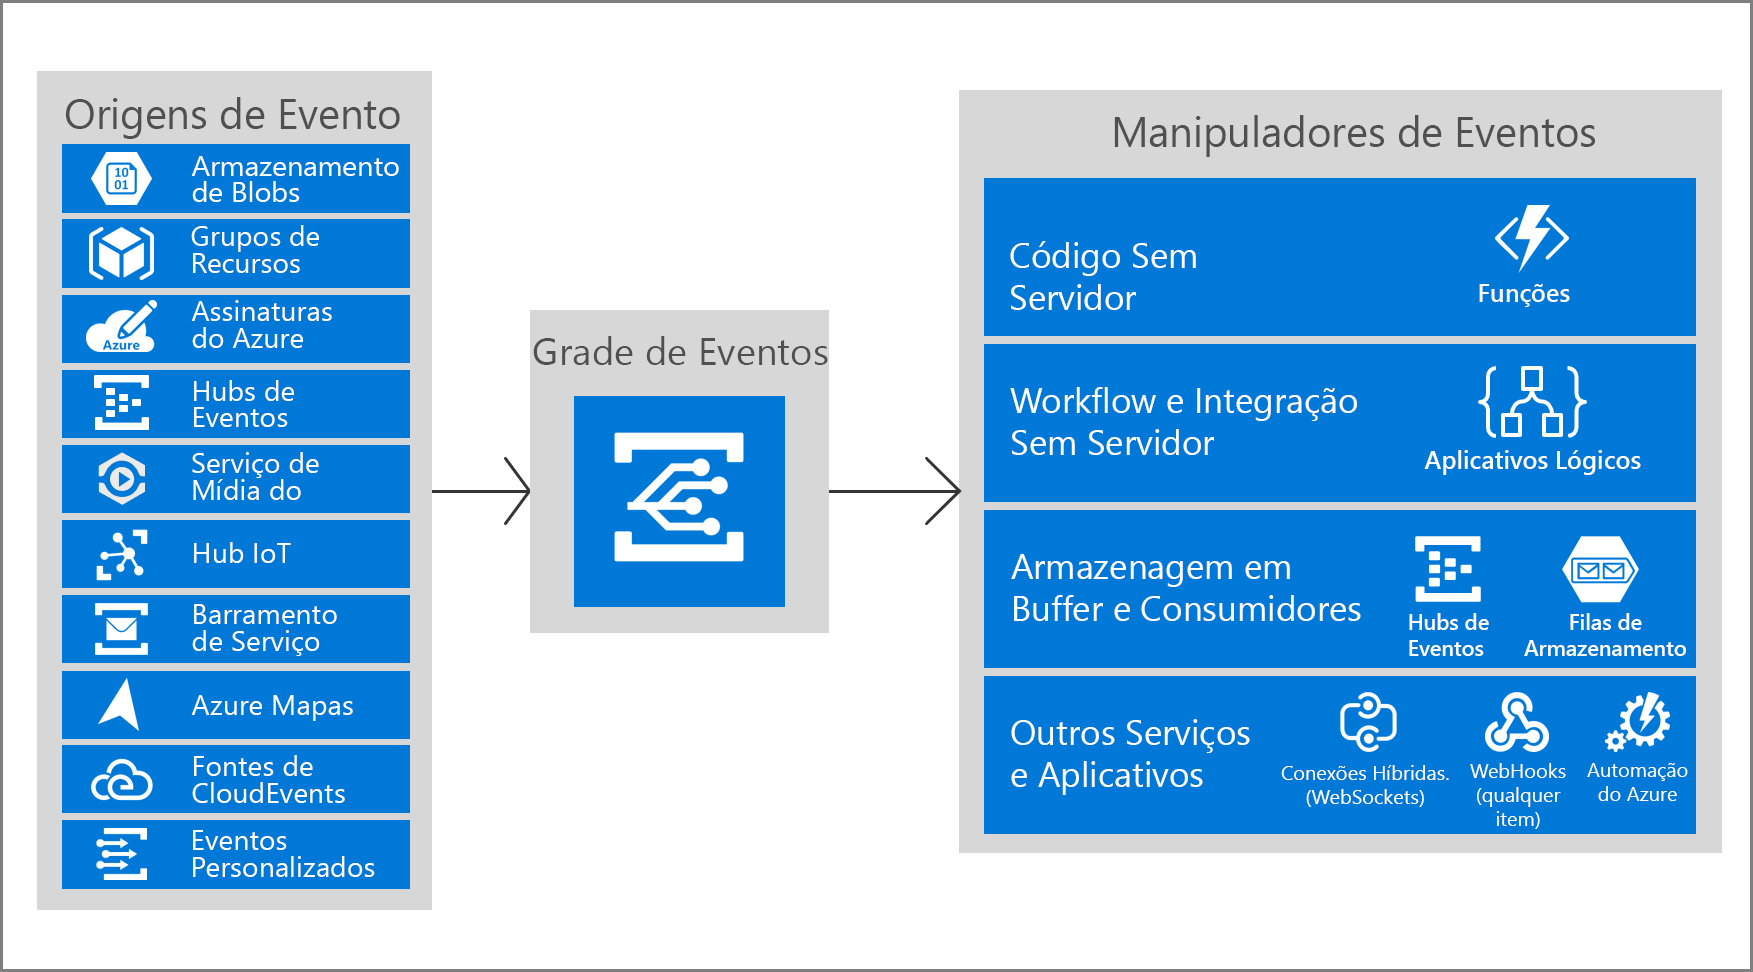 Origens de Evento
10
01
Armazenamento
de Blobs
Grupos de
Recursos
Azure
Assinaturas
do Azure
Hubs de
Eventos
Serviço de
Mídia do
Hub IoT
Barramento
de Serviço
Azure Mapas
Fontes de
CloudEvents
Eventos
Personalizados
Grade de Eventos
Manipuladores de Eventos
Código Sem
Servidor
Funções
Workflow e Integração
Sem Servidor
Aplicativos Lógicos
Armazenagem em
Buffer e Consumidores
Hubs de
Eventos
Filas de
Armazenamento
Outros Serviços
e Aplicativos
Conexões Híbridas.
(WebSockets)
WebHooks
(qualquer
item)
Automação
do Azure